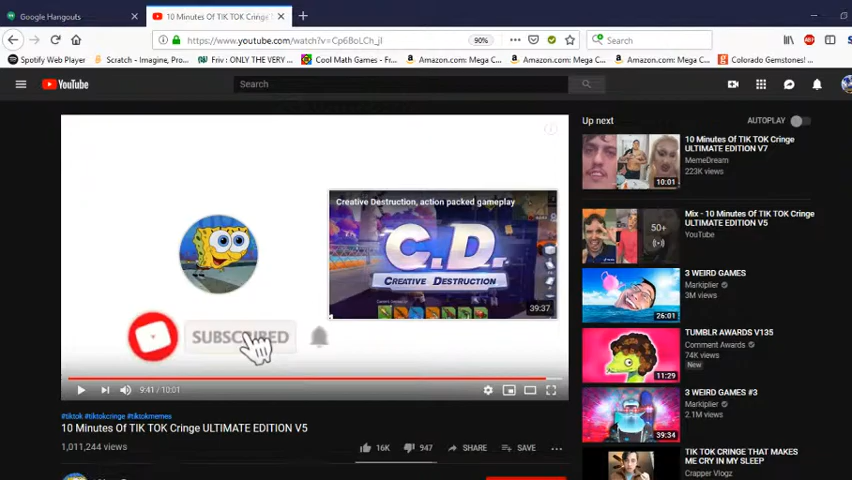 Google Hangouts
10 Minutes Of TIK TOK Cringe
https://www.youtube.com/watch?v=Cp6BoLCh_jI
90%
Search
Spotify Web Player
Scratch - Imagine, Pro...
Friv : ONLY THE VERY ...
Cool Math Games - Fr...
Amazon.com: Mega C...
Amazon.com: Mega C...
Amazon.com: Mega C...
Colorado Gemstones! ...
YouTube
Search
Creative Destruction, action packed gameplay
C.D.
CREATIVE DESTRUCTION
39:37
SUBSCRIBED
9:41 / 10:01
#tiktok #tiktokcringe #tiktokmemes
10 Minutes Of TIK TOK Cringe ULTIMATE EDITION V5
1,011,244 views
16K
947
SHARE
SAVE
Up next
AUTOPLAY
10 Minutes Of TIK TOK Cringe
ULTIMATE EDITION V7
MemeDream
223K views
10:01
Mix - 10 Minutes Of TIK TOK Cringe
ULTIMATE EDITION V5
YouTube
50+
3 WEIRD GAMES
Markiplier
3M views
26:01
TUMBLR AWARDS V135
Comment Awards
74K views
New
11:29
3 WEIRD GAMES #3
Markiplier
2.1M views
39:34
TIK TOK CRINGE THAT MAKES
ME CRY IN MY SLEEP
Crapper Vlogz